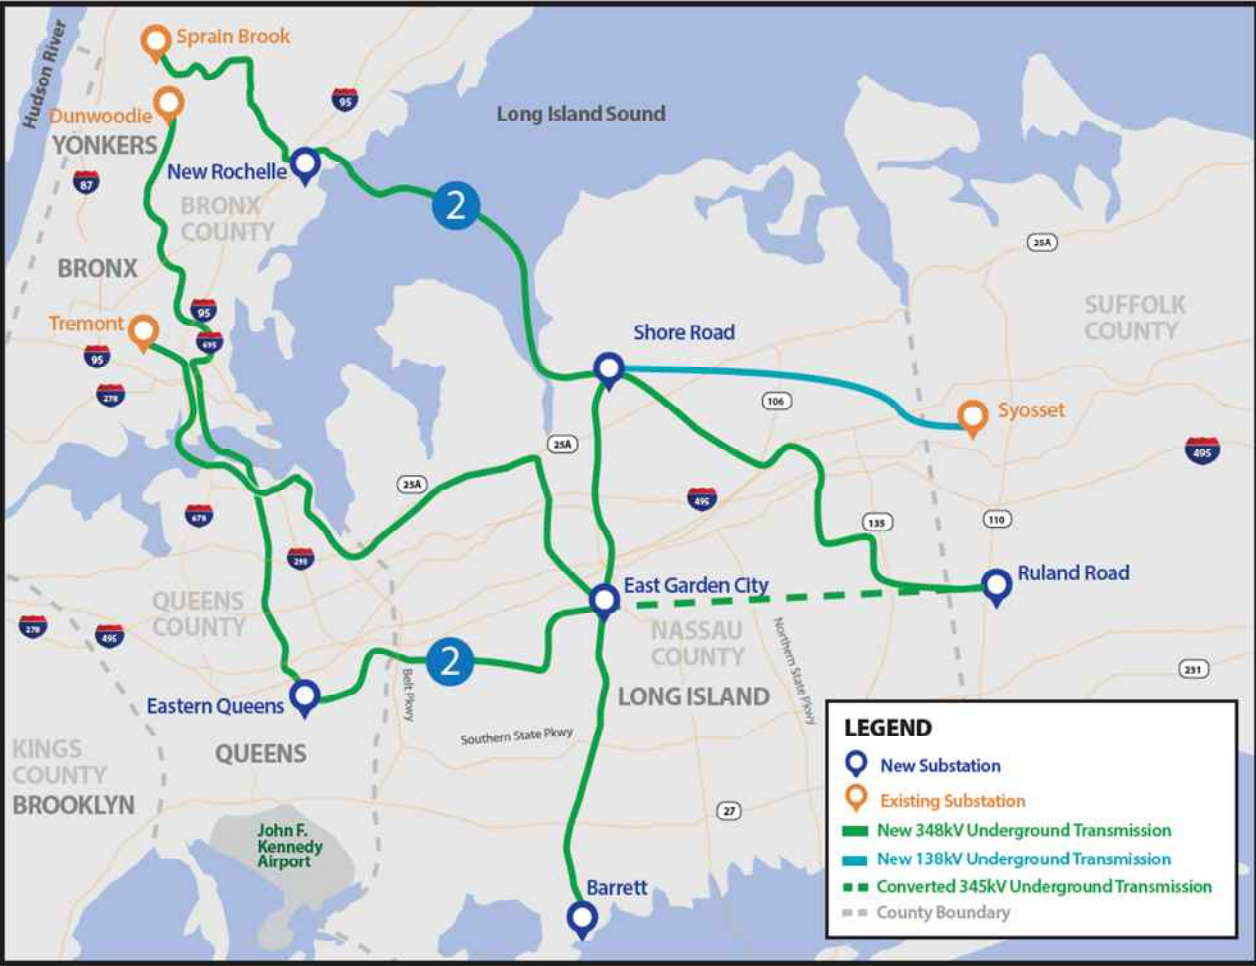 Hudson River
Sprain Brook
95
Dunwoodie
YONKERS
Long Island Sound
New Rochelle
87
2
BRONX
COUNTY
25A
BRONX
95
SUFFOLK
COUNTY
Tremont
Shore Road
695
95
278
106
Syosset
25A
495
25A
495
678
135
110
295
East Garden City
Ruland Road
QUEENS
COUNTY
278
495
NASSAU
COUNTY
Northern State Pkwy
2
231
Belt Pkwy
LONG ISLAND
Eastern Queens
Southern State Pkwy
QUEENS
KINGS
COUNTY
BROOKLYN
27
John F.
Kennedy
Airport
Barrett
LEGEND
New Substation
Existing Substation
New 348kV Underground Transmission
New 138kV Underground Transmission
Converted 345kV Underground Transmission
County Boundary